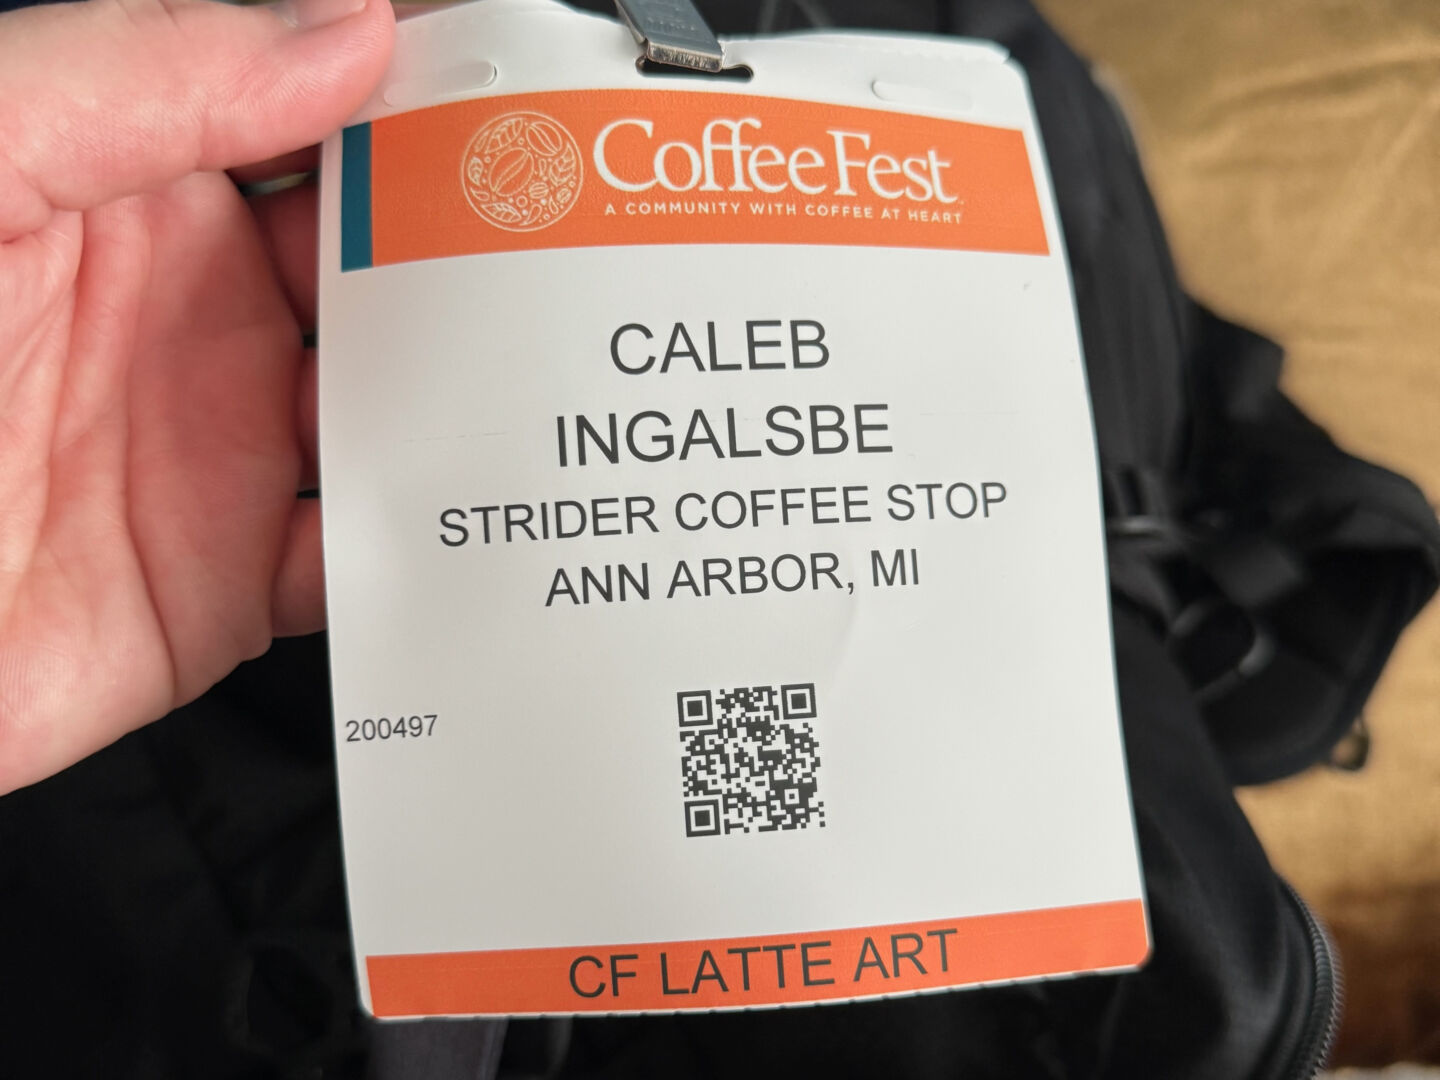 CoffeeFest
A COMMUNITY WITH COFFEE AT HEART
CALEB
INGALSBE
STRIDER COFFEE STOP
ANN ARBOR, MI
200497
CF LATTE ART